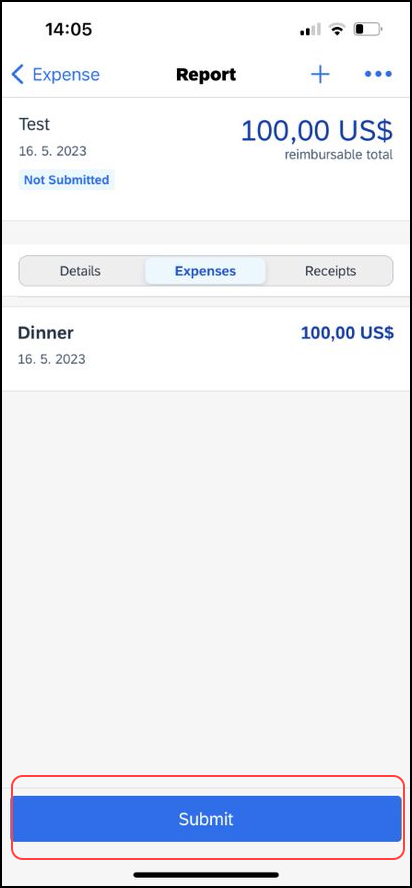 14:05
Expense Report
Test 100,00 US$
16. 5. 2023 reimbursable total
Not Submitted
Details Expenses Receipts
Dinner 100,00 US$
16. 5. 2023
Submit